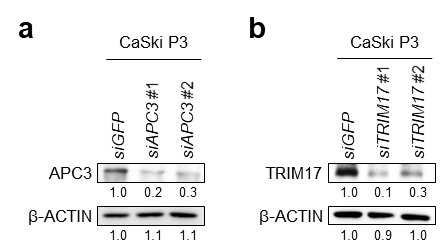 a
CaSki P3
siGFP
siAPC3 #1
siAPC3 #2
APC3
1.0 0.2 0.3
β-ACTIN
1.0 1.1 1.1
b
CaSki P3
siGFP
siTRIM17 #1
siTRIM17 #2
TRIM17
1.0 0.1 0.3
β-ACTIN
1.0 0.9 1.0